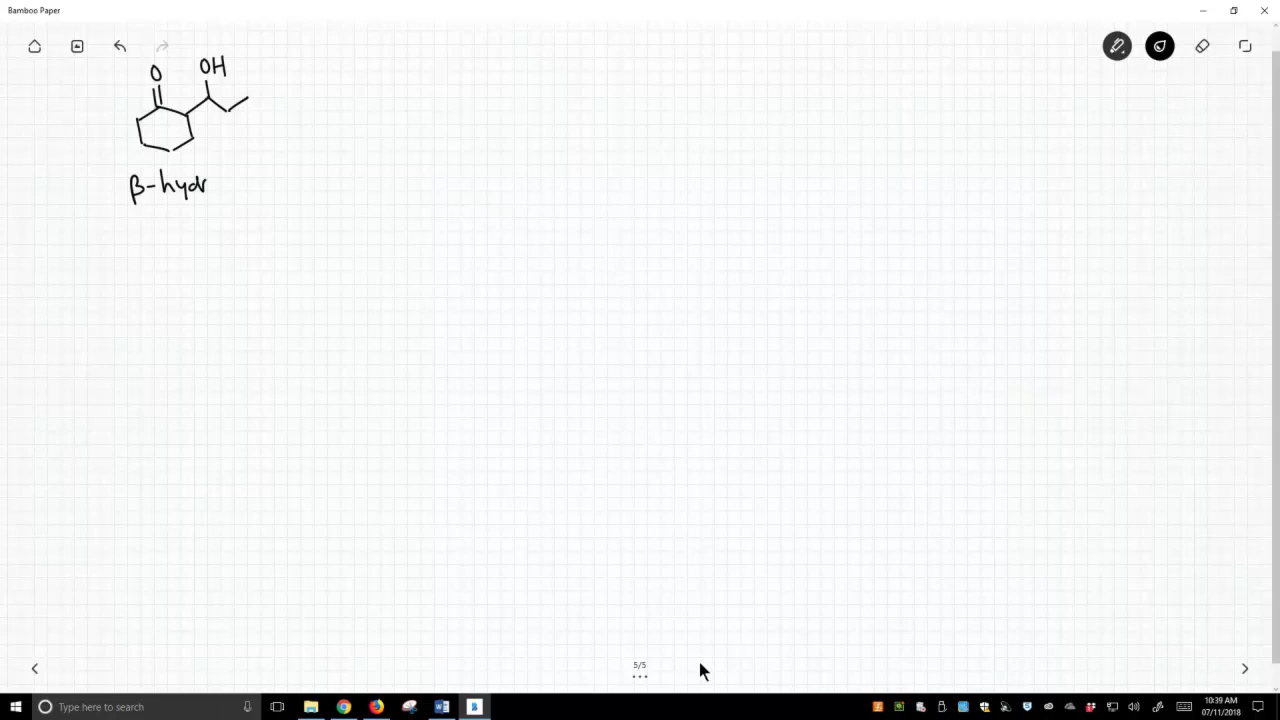 Bamboo Paper
O
OH
β-hydr
5/5
Type here to search
10:39 AM
07/11/2018